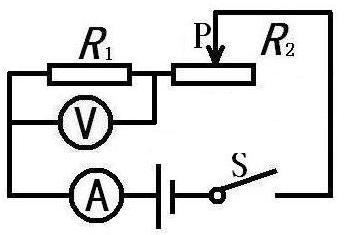 R₁ P R₂
V
A S